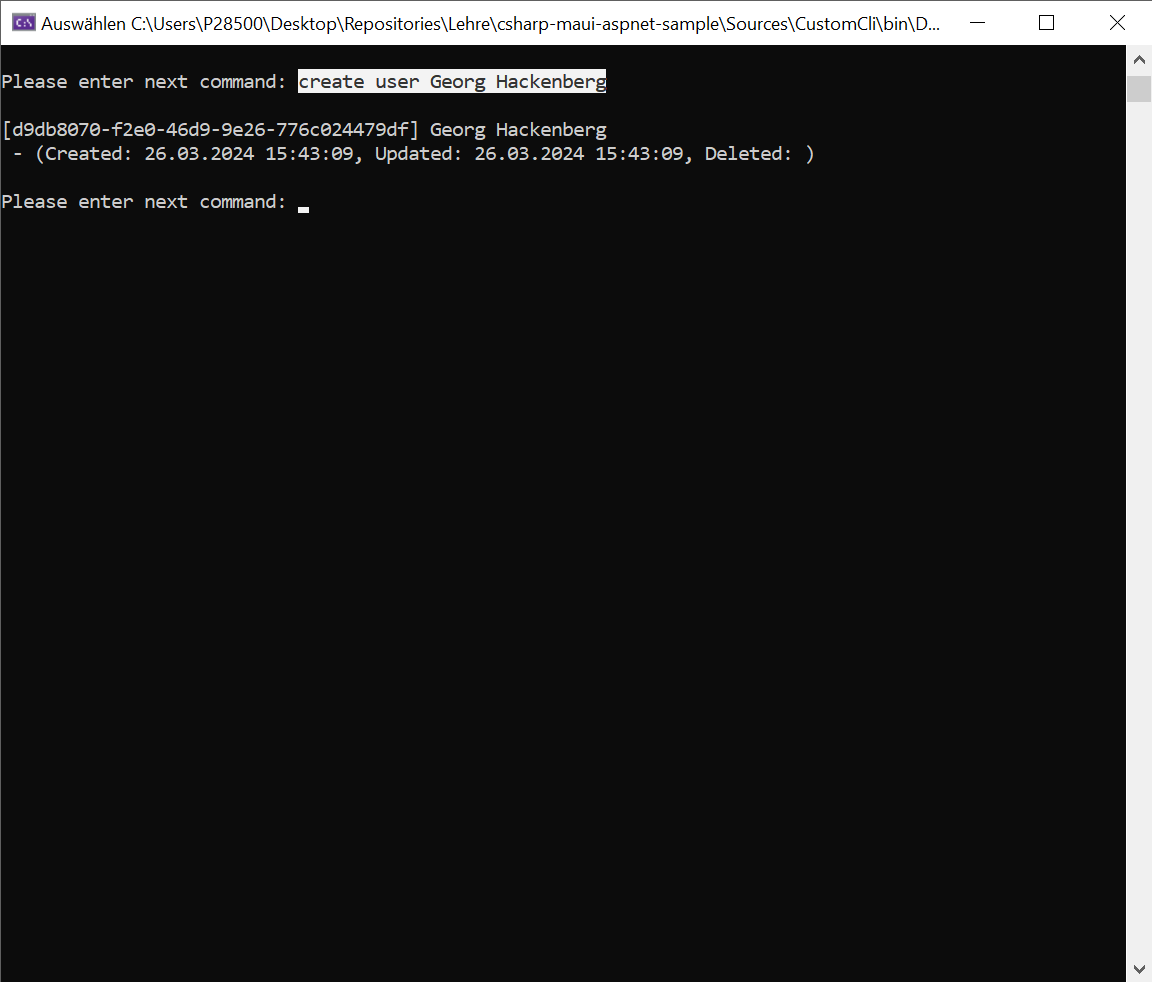 Auswählen C:\Users\P28500\Desktop\Repositories\Lehre\csharp-maui-aspnet-sample\Sources\CustomCli\bin\D...
Please enter next command: create user Georg Hackenberg
[d9db8070-f2e0-46d9-9e26-776c024479df] Georg Hackenberg
- (Created: 26.03.2024 15:43:09, Updated: 26.03.2024 15:43:09, Deleted: )
Please enter next command: